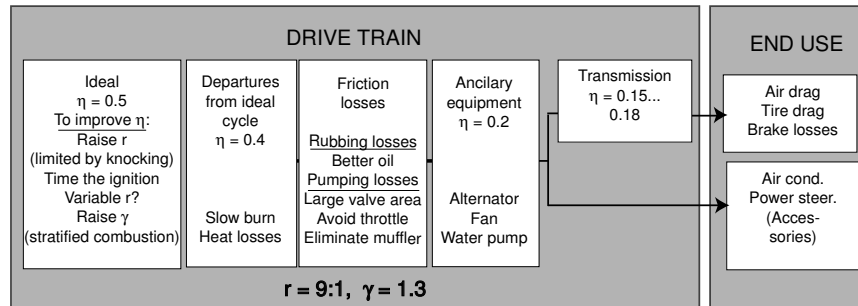 DRIVE TRAIN
Ideal
η = 0.5
To improve η:
Raise r
(limited by knocking)
Time the ignition
Variable r?
Raise γ
(stratified combustion)
Departures
from ideal
cycle
η = 0.4
Slow burn
Heat losses
Friction
losses
Rubbing losses
Better oil
Pumping losses
Large valve area
Avoid throttle
Eliminate muffler
Ancilary
equipment
η = 0.2
Alternator
Fan
Water pump
Transmission
η = 0.15...
0.18
r = 9:1, γ = 1.3
END USE
Air drag
Tire drag
Brake losses
Air cond.
Power steer.
(Acces-
sories)